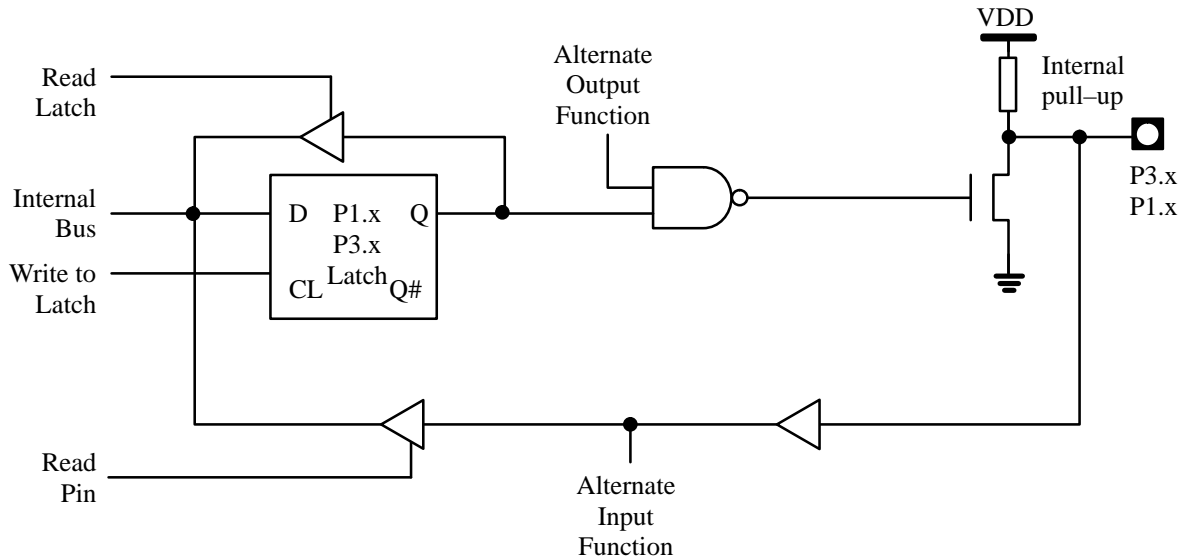 VDD
Internal
pull–up
Alternate
Output
Function
Read
Latch
P3.x
P1.x
Internal
Bus
D P1.x Q
P3.x
Latch
CL Q#
Write to
Latch
Read
Pin
Alternate
Input
Function